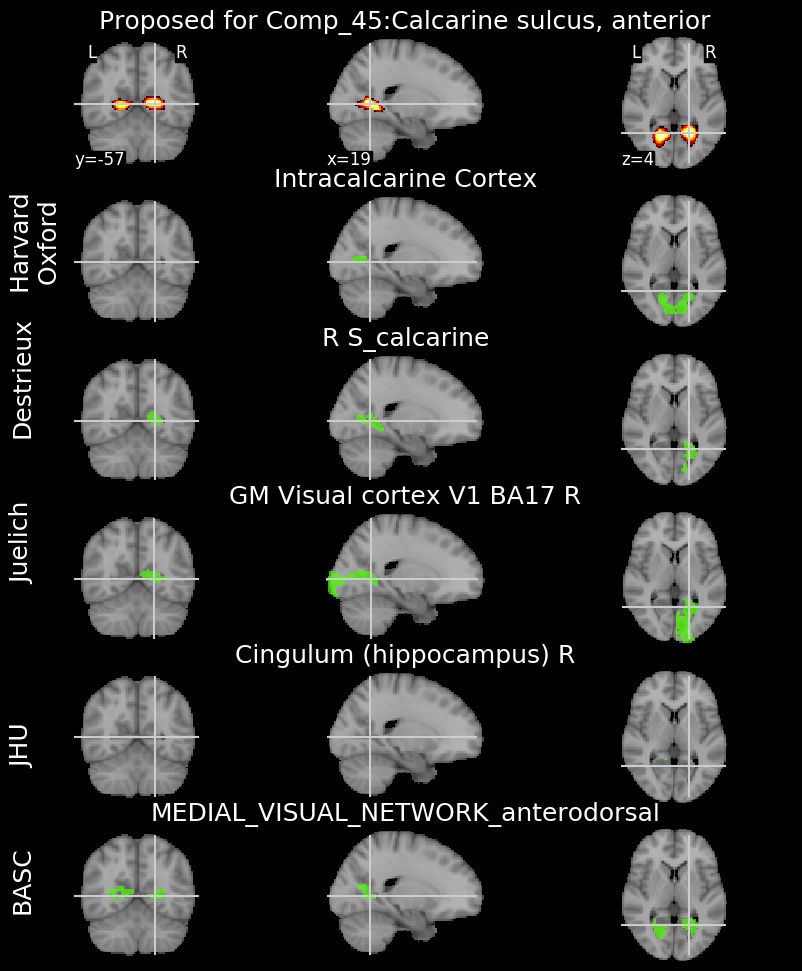 Proposed for Comp_45:Calcarine sulcus, anterior
L R L R
y=-57 x=19 z=4
Intracalcarine Cortex
Harvard
Oxford
R S_calcarine
Destrieux
GM Visual cortex V1 BA17 R
Juelich
Cingulum (hippocampus) R
JHU
MEDIAL_VISUAL_NETWORK_anterodorsal
BASC